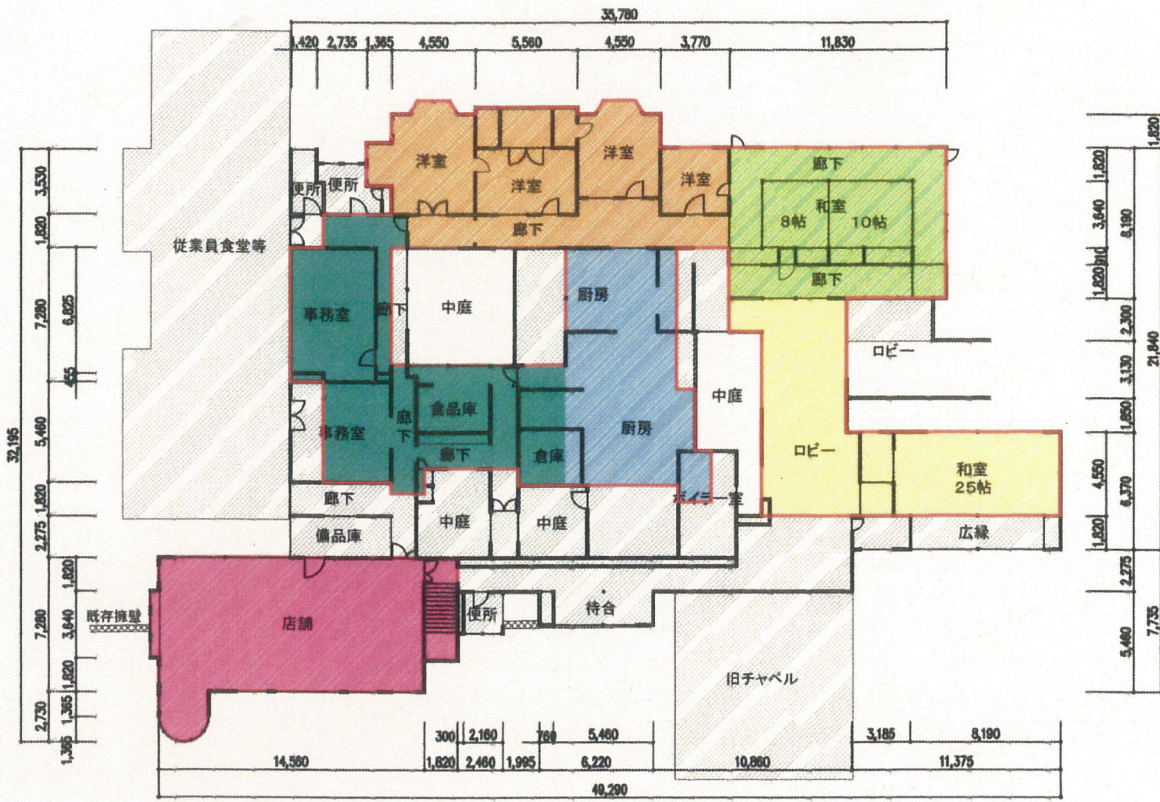 35,780
1,420 2,735 1,365 4,550 5,560 4,550 3,770 11,830
1,820
3,530 1,820 7,280 455 5,460 1,820 2,275
6,825
32,195
1,820 3,640 910 1,820
8,190
2,300 3,130 1,850 4,550 1,820
6,370
2,275
21,840
5,460
7,735
1,820 3,640 1,820 1,365 1,365
7,280 2,730
従業員食堂等
便所
便所
洋室
洋室
洋室
洋室
廊下
廊下
和室
8帖 10帖
廊下
事務室
廊下
中庭
厨房
ロビー
中庭
事務室
廊下
食品庫
廊下
倉庫
厨房
ロビー
和室
25帖
廊下
備品庫
中庭
中庭
ボイラー室
広縁
既存擁壁
店舗
便所
待合
旧チャペル
300 2,160 760 5,460 3,185 8,190
14,560 1,820 2,460 1,995 6,220 10,860 11,375
49,290